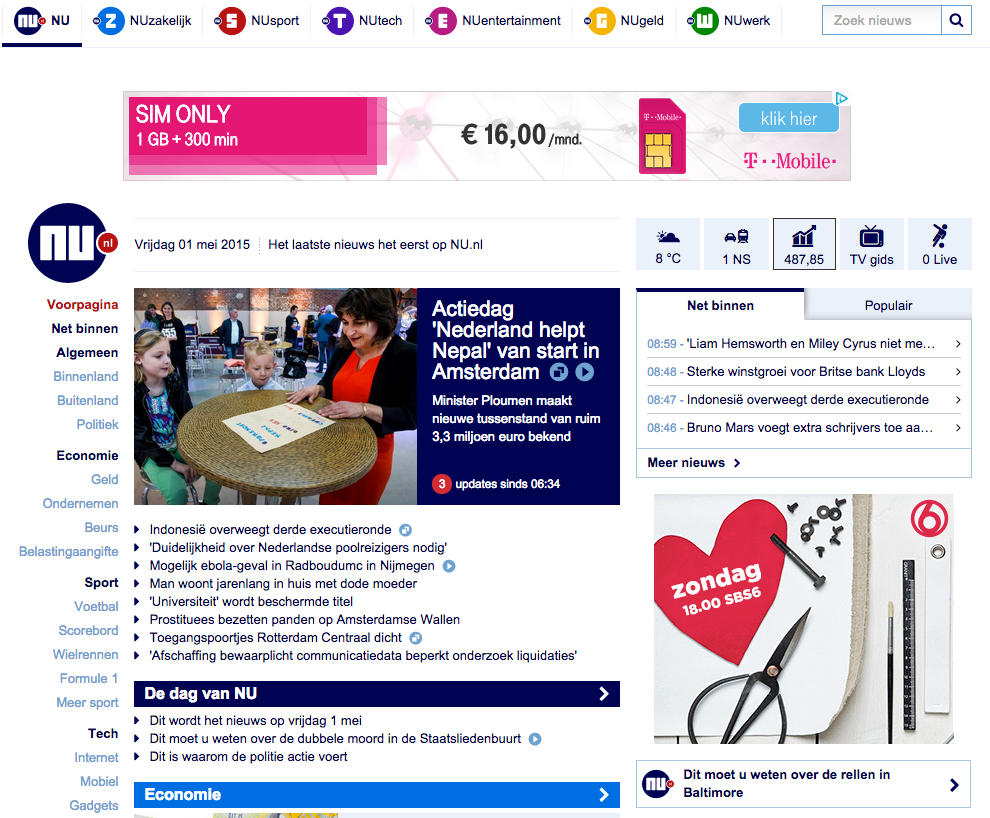 NU
NUzakelijk
NUsport
NUtech
NUentertainment
NUgeld
NUwerk
Zoek nieuws
SIM ONLY
1 GB + 300 min
€ 16,00 /mnd.
T··Mobile·
klik hier
T··Mobile·
NU nl
Vrijdag 01 mei 2015
Het laatste nieuws het eerst op NU.nl
8 °C
1 NS
487,85
TV gids
0 Live
Voorpagina
Net binnen
Algemeen
Binnenland
Buitenland
Politiek
Economie
Geld
Ondernemen
Beurs
Belastingaangifte
Sport
Voetbal
Scorebord
Wielrennen
Formule 1
Meer sport
Tech
Internet
Mobiel
Gadgets
Actiedag
'Nederland helpt
Nepal' van start in
Amsterdam
Minister Ploumen maakt
nieuwe tussenstand van ruim
3,3 miljoen euro bekend
3 updates sinds 06:34
Indonesië overweegt derde executieronde
'Duidelijkheid over Nederlandse poolreizigers nodig'
Mogelijk ebola-geval in Radboudumc in Nijmegen
Man woont jarenlang in huis met dode moeder
'Universiteit' wordt beschermde titel
Prostituees bezetten panden op Amsterdamse Wallen
Toegangspoortjes Rotterdam Centraal dicht
'Afschaffing bewaarplicht communicatiedata beperkt onderzoek liquidaties'
De dag van NU
Dit wordt het nieuws op vrijdag 1 mei
Dit moet u weten over de dubbele moord in de Staatsliedenbuurt
Dit is waarom de politie actie voert
Economie
Net binnen
Populair
08:59 - 'Liam Hemsworth en Miley Cyrus niet me...
08:48 - Sterke winstgroei voor Britse bank Lloyds
08:47 - Indonesië overweegt derde executieronde
08:46 - Bruno Mars voegt extra schrijvers toe aa...
Meer nieuws
6
zondag
18.00 SBS6
NU
Dit moet u weten over de rellen in
Baltimore